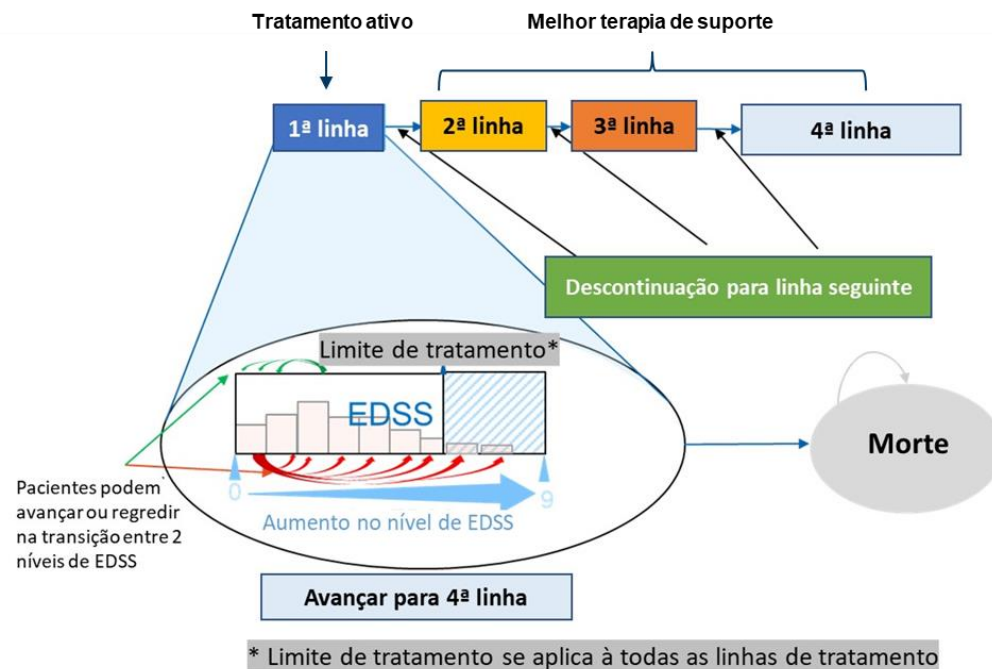 Tratamento ativo
Melhor terapia de suporte
1ª linha
2ª linha
3ª linha
4ª linha
Descontinuação para linha seguinte
Limite de tratamento*
EDSS
0
9
Aumento no nível de EDSS
Pacientes podem
avançar ou regredir
na transição entre 2
níveis de EDSS
Morte
Avançar para 4ª linha
* Limite de tratamento se aplica à todas as linhas de tratamento